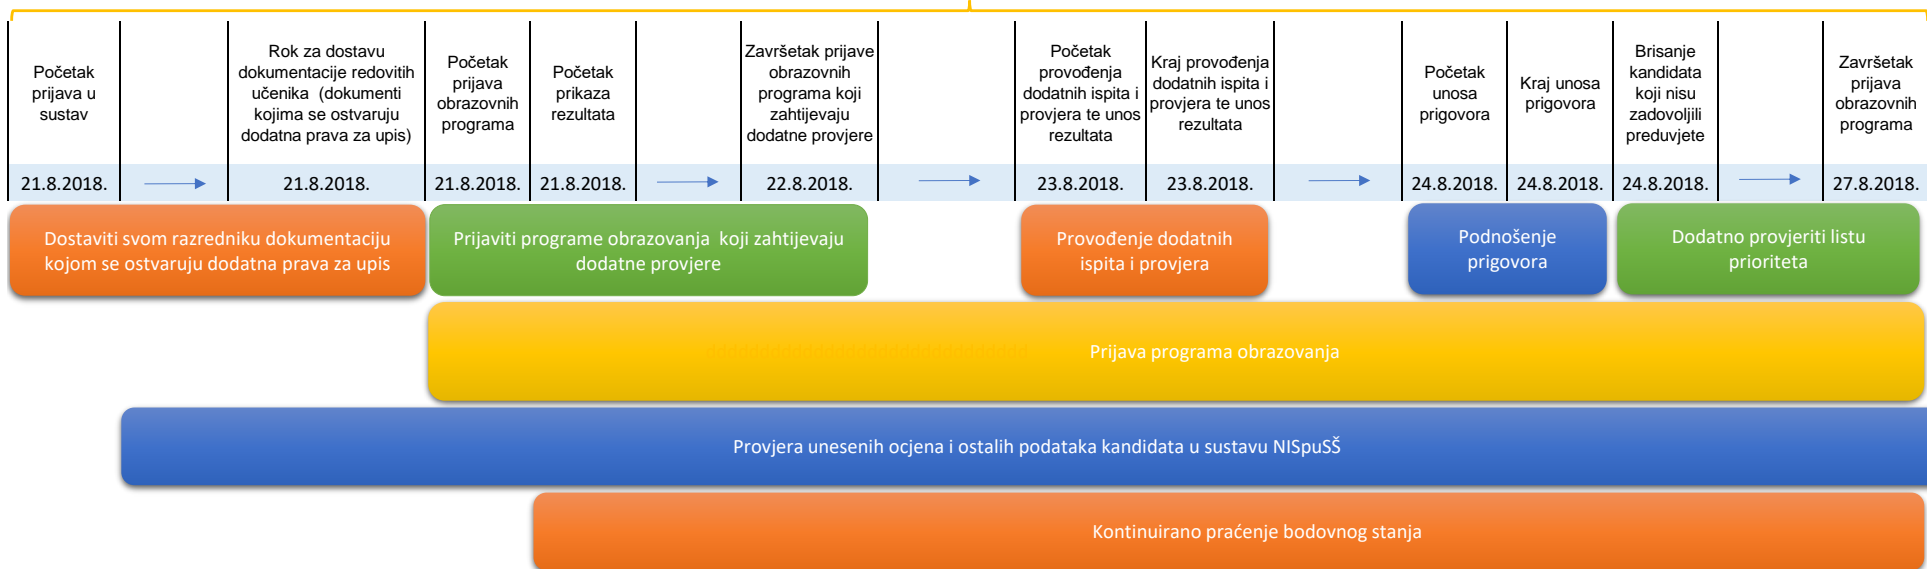 Početak
prijava u
sustav
Rok za dostavu
dokumentacije redovitih
učenika (dokumenti
kojima se ostvaruju
dodatna prava za upis)
Početak
prijava
obrazovnih
programa
Početak
prikaza
rezultata
Završetak prijave
obrazovnih
programa koji
zahtijevaju
dodatne provjere
Početak
provođenja
dodatnih ispita i
provjera te unos
rezultata
Kraj provođenja
dodatnih ispita i
provjera te unos
rezultata
Početak
unosa
prigovora
Kraj unosa
prigovora
Brisanje
kandidata
koji nisu
zadovoljili
preduvjete
Završetak
prijava
obrazovnih
programa
21.8.2018.
21.8.2018.
21.8.2018.
21.8.2018.
22.8.2018.
23.8.2018.
23.8.2018.
24.8.2018.
24.8.2018.
24.8.2018.
27.8.2018.
Dostaviti svom razredniku dokumentaciju
kojom se ostvaruju dodatna prava za upis
Prijaviti programe obrazovanja koji zahtijevaju
dodatne provjere
Provođenje dodatnih
ispita i provjera
Podnošenje
prigovora
Dodatno provjeriti listu
prioriteta
Prijava programa obrazovanja
Provjera unesenih ocjena i ostalih podataka kandidata u sustavu NISpuSŠ
Kontinuirano praćenje bodovnog stanja